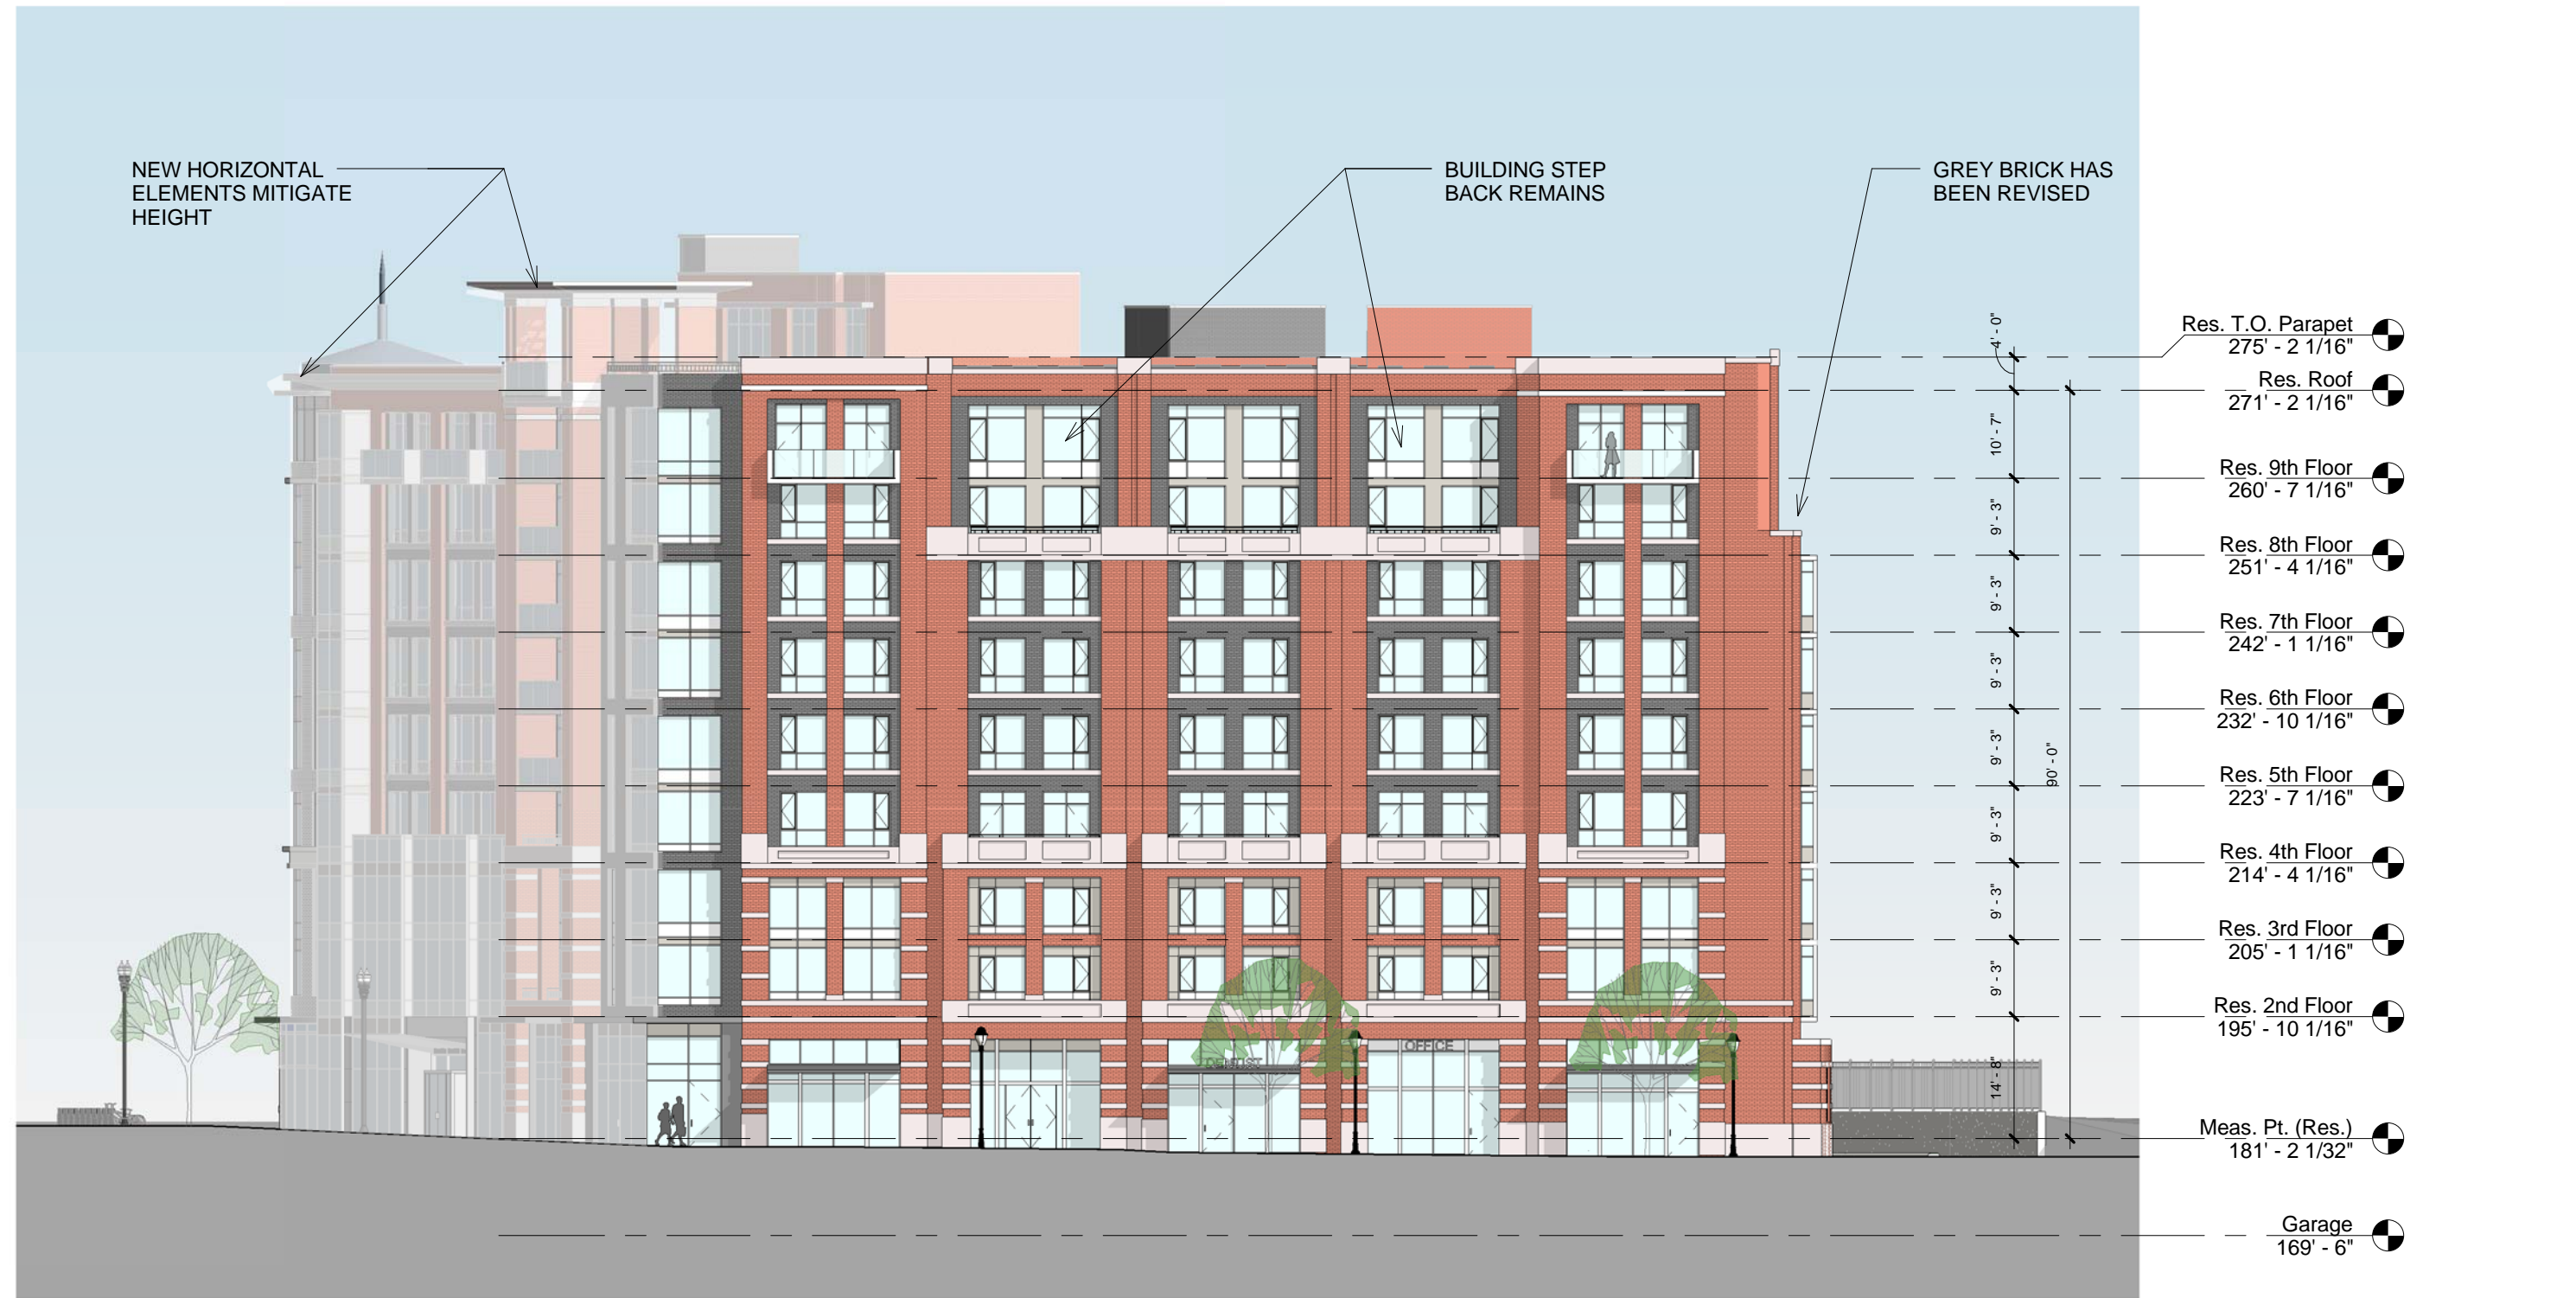 NEW HORIZONTAL
ELEMENTS MITIGATE
HEIGHT
BUILDING STEP
BACK REMAINS
GREY BRICK HAS
BEEN REVISED
Res. T.O. Parapet
275' - 2 1/16"
Res. Roof
271' - 2 1/16"
Res. 9th Floor
260' - 7 1/16"
Res. 8th Floor
251' - 4 1/16"
Res. 7th Floor
242' - 1 1/16"
Res. 6th Floor
232' - 10 1/16"
Res. 5th Floor
223' - 7 1/16"
Res. 4th Floor
214' - 4 1/16"
Res. 3rd Floor
205' - 1 1/16"
Res. 2nd Floor
195' - 10 1/16"
Meas. Pt. (Res.)
181' - 2 1/32"
Garage
169' - 6"
4' - 0"
10' - 7"
9' - 3"
9' - 3"
9' - 3"
9' - 3"
9' - 3"
9' - 3"
9' - 3"
14' - 8"
90' - 0"
DENTIST
OFFICE